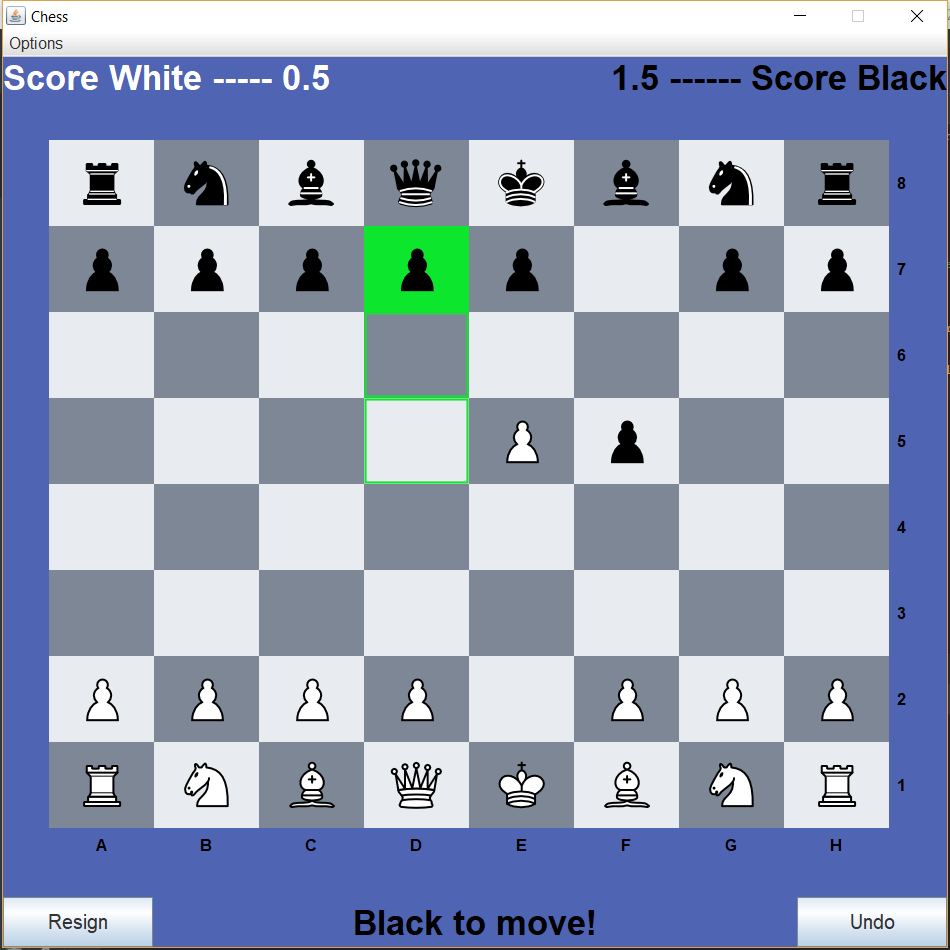 Chess
Options
Score White ----- 0.5
1.5 ------ Score Black
8
7
6
5
4
3
2
1
A B C D E F G H
Resign
Black to move!
Undo